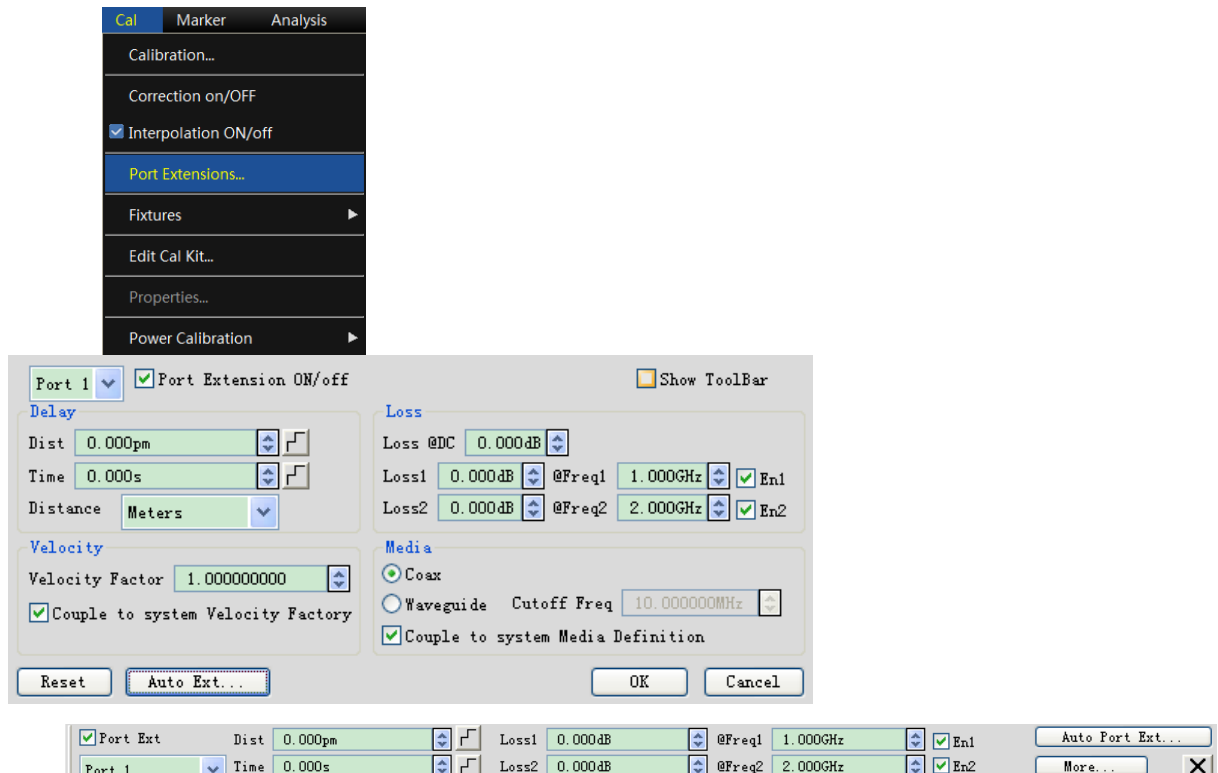 Cal Marker Analysis
Calibration...
Correction on/OFF
Interpolation ON/off
Port Extensions...
Fixtures
Edit Cal Kit...
Properties...
Power Calibration
Port 1 Port Extension ON/off Show ToolBar
Delay Loss
Dist 0.000pm Loss @DC 0.000dB
Time 0.000s Loss1 0.000dB @Freq1 1.000GHz En1
Distance Meters Loss2 0.000dB @Freq2 2.000GHz En2
Velocity Media
Velocity Factor 1.000000000 Coax
Waveguide Cutoff Freq 10.000000MHz
Couple to system Velocity Factory
Couple to system Media Definition
Reset Auto Ext... OK Cancel
Port Ext Dist 0.000pm Loss1 0.000dB @Freq1 1.000GHz En1 Auto Port Ext...
Port 1 Time 0.000s Loss2 0.000dB @Freq2 2.000GHz En2 More...